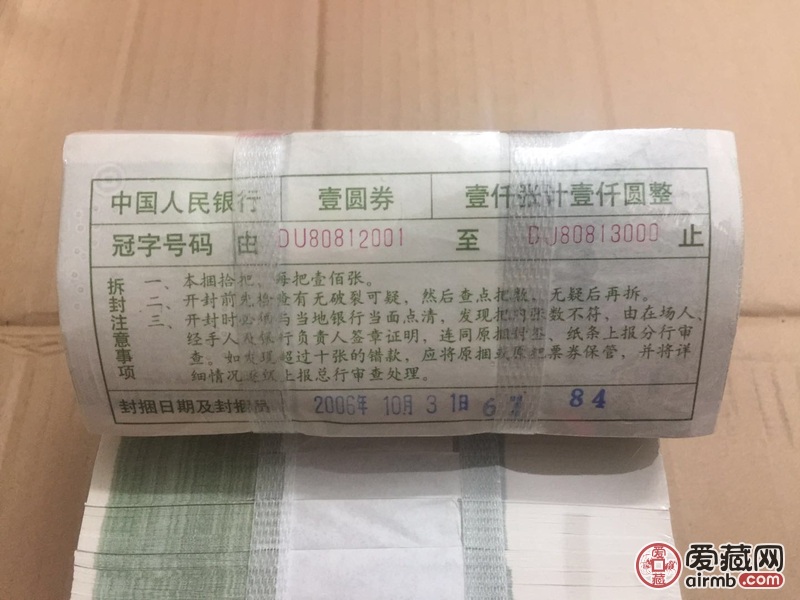 中国人民银行 壹圆券 壹仟张计壹仟圆整
冠字号码 由 DU80812001 至 DU80813000 止
拆封注意事项
一、本捆拾把，每把壹佰张。
二、开封前先检查有无破裂可疑，然后查点把数，无疑后再拆。
三、开封时必须与当地银行当面点清，发现把内张数不符，由在场人、
经手人及银行负责人签章证明，连同原捆封签、纸条上报分行审
查。如发现超过十张的错款，应将原捆或原把票券保管，并将详
细情况逐级上报总行审查处理。
封捆日期及封捆员 2006年 10月 31日 6 84
爱藏网
airmb.com